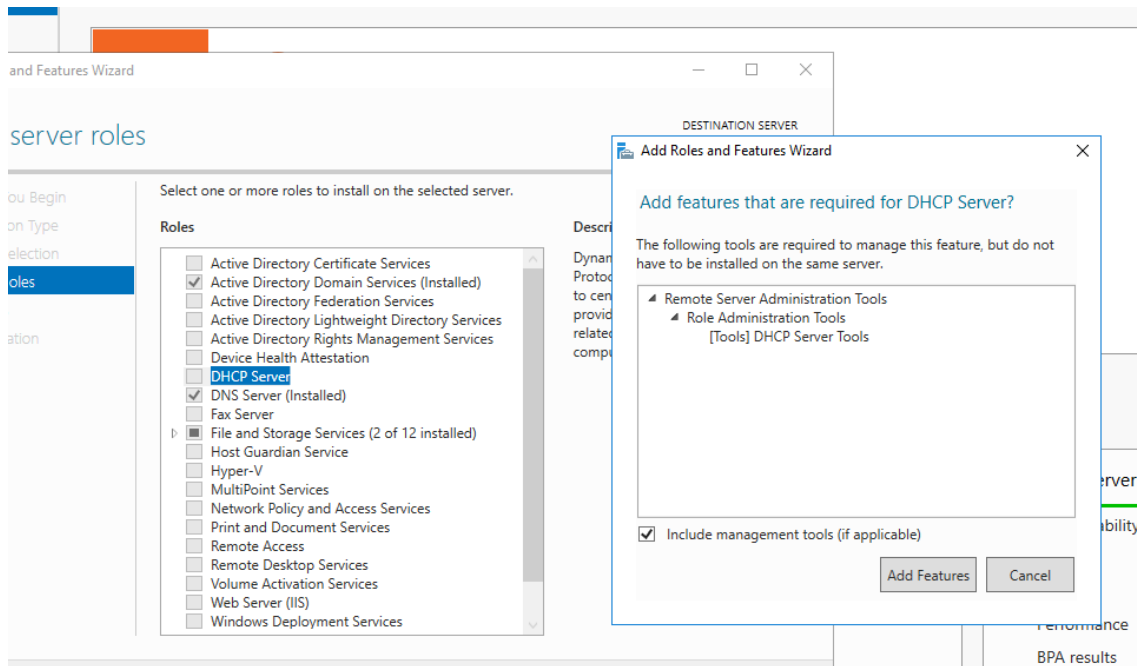 and Features Wizard
server roles
DESTINATION SERVER
ou Begin
on Type
election
oles
ation
Select one or more roles to install on the selected server.
Roles
Active Directory Certificate Services
Active Directory Domain Services (Installed)
Active Directory Federation Services
Active Directory Lightweight Directory Services
Active Directory Rights Management Services
Device Health Attestation
DHCP Server
DNS Server (Installed)
Fax Server
File and Storage Services (2 of 12 installed)
Host Guardian Service
Hyper-V
MultiPoint Services
Network Policy and Access Services
Print and Document Services
Remote Access
Remote Desktop Services
Volume Activation Services
Web Server (IIS)
Windows Deployment Services
Descri
Dynan
Protoc
to cen
provid
related
compu
Add Roles and Features Wizard
Add features that are required for DHCP Server?
The following tools are required to manage this feature, but do not
have to be installed on the same server.
Remote Server Administration Tools
Role Administration Tools
[Tools] DHCP Server Tools
Include management tools (if applicable)
Add Features
Cancel
erver
ability
Performance
BPA results